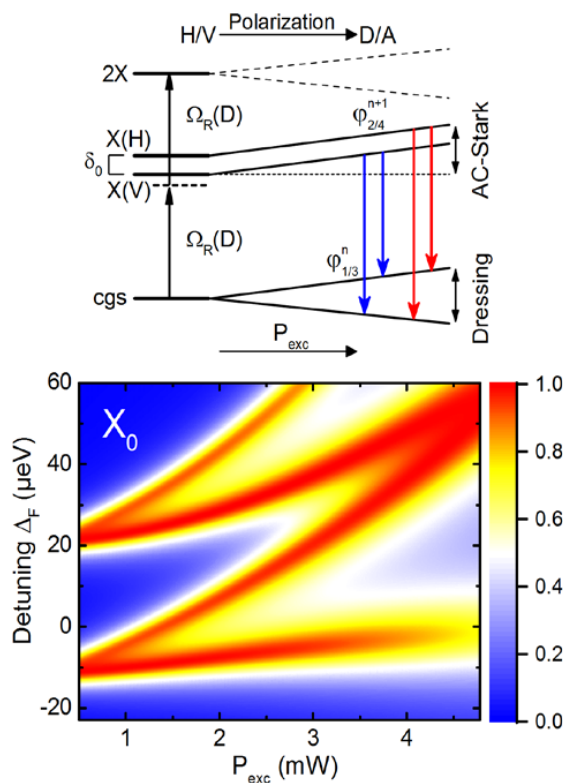 Polarization
H/V D/A
2X
Ω_R(D)
φ^{n+1}_{2/4}
X(H)
δ_0
X(V)
AC-Stark
Ω_R(D)
φ^n_{1/3}
cgs
Dressing
P_exc
X_0
Detuning Δ_F (µeV)
60
40
20
0
-20
1 2 3 4
P_exc (mW)
1.0
0.8
0.6
0.4
0.2
0.0